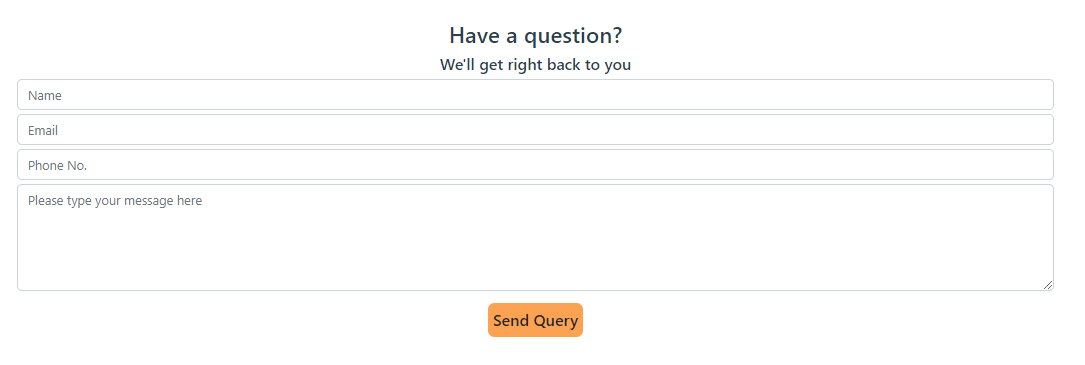 Have a question?
We'll get right back to you
Name
Email
Phone No.
Please type your message here
Send Query